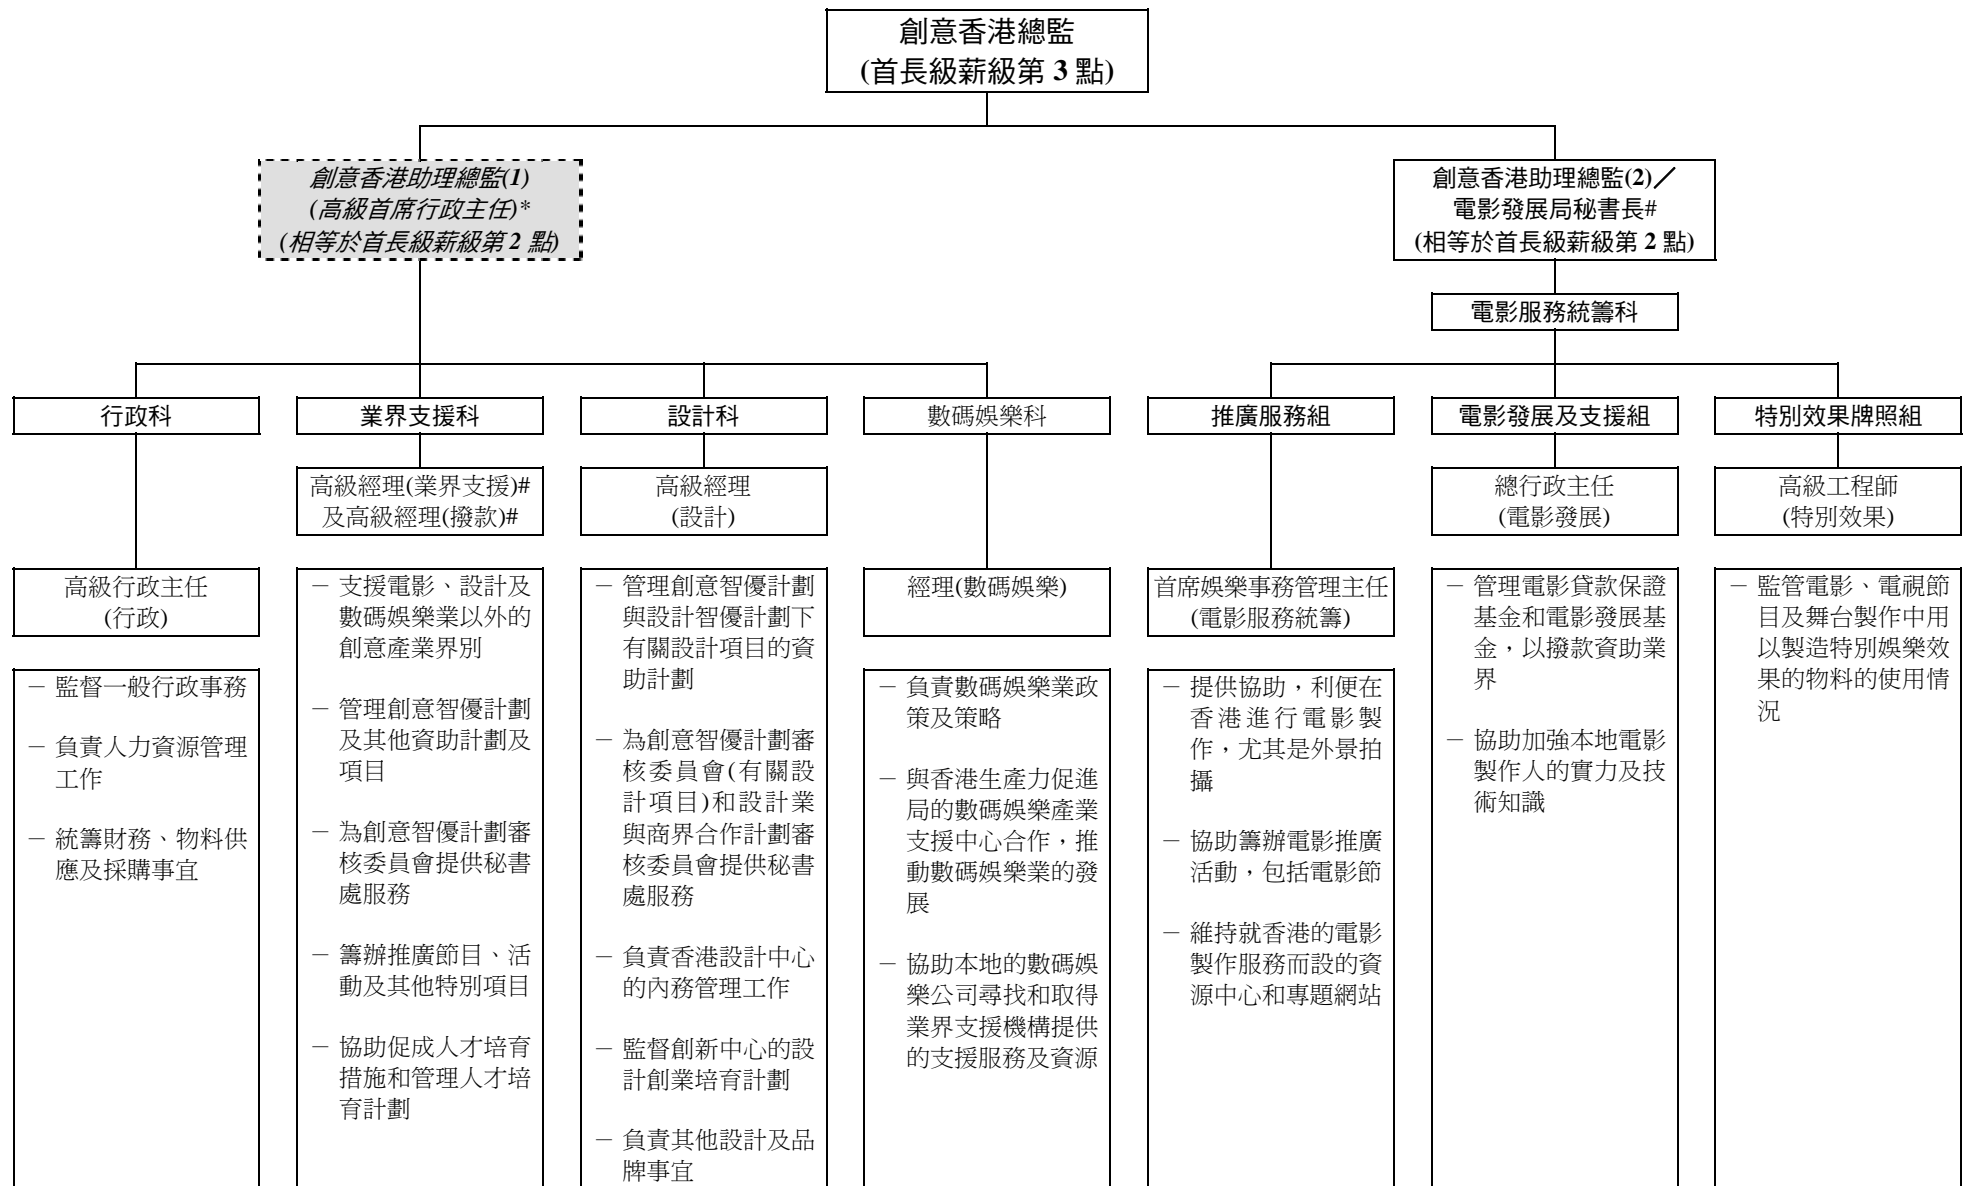 創意香港總監
(首長級薪級第 3 點)
創意香港助理總監(1)
(高級首席行政主任)*
(相等於首長級薪級第 2 點)
創意香港助理總監(2)／
電影發展局秘書長#
(相等於首長級薪級第 2 點)
電影服務統籌科
行政科
高級行政主任
(行政)
－ 監督一般行政事務
－ 負責人力資源管理
工作
－ 統籌財務、物料供
應及採購事宜
業界支援科
高級經理(業界支援)#
及高級經理(撥款)#
－ 支援電影、設計及
數碼娛樂業以外的
創意產業界別
－ 管理創意智優計劃
及其他資助計劃及
項目
－ 為創意智優計劃審
核委員會提供秘書
處服務
－ 籌辦推廣節目、活
動及其他特別項目
－ 協助促成人才培育
措施和管理人才培
育計劃
設計科
高級經理
(設計)
－ 管理創意智優計劃
與設計智優計劃下
有關設計項目的資
助計劃
－ 為創意智優計劃審
核委員會(有關設
計項目)和設計業
與商界合作計劃審
核委員會提供秘書
處服務
－ 負責香港設計中心
的內務管理工作
－ 監督創新中心的設
計創業培育計劃
－ 負責其他設計及品
牌事宜
數碼娛樂科
經理(數碼娛樂)
－ 負責數碼娛樂業政
策及策略
－ 與香港生產力促進
局的數碼娛樂產業
支援中心合作，推
動數碼娛樂業的發
展
－ 協助本地的數碼娛
樂公司尋找和取得
業界支援機構提供
的支援服務及資源
推廣服務組
首席娛樂事務管理主任
(電影服務統籌)
－ 提供協助，利便在
香港進行電影製
作，尤其是外景拍
攝
－ 協助籌辦電影推廣
活動，包括電影節
－ 維持就香港的電影
製作服務而設的資
源中心和專題網站
電影發展及支援組
總行政主任
(電影發展)
－ 管理電影貸款保證
基金和電影發展基
金，以撥款資助業
界
－ 協助加強本地電影
製作人的實力及技
術知識
特別效果牌照組
高級工程師
(特別效果)
－ 監管電影、電視節
目及舞台製作中用
以製造特別娛樂效
果的物料的使用情
況